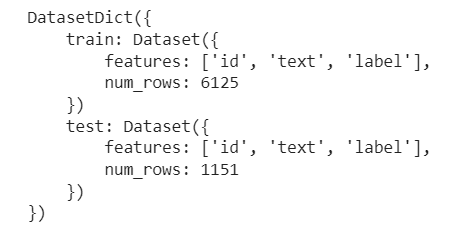 DatasetDict({
    train: Dataset({
        features: ['id', 'text', 'label'],
        num_rows: 6125
    })
    test: Dataset({
        features: ['id', 'text', 'label'],
        num_rows: 1151
    })
})